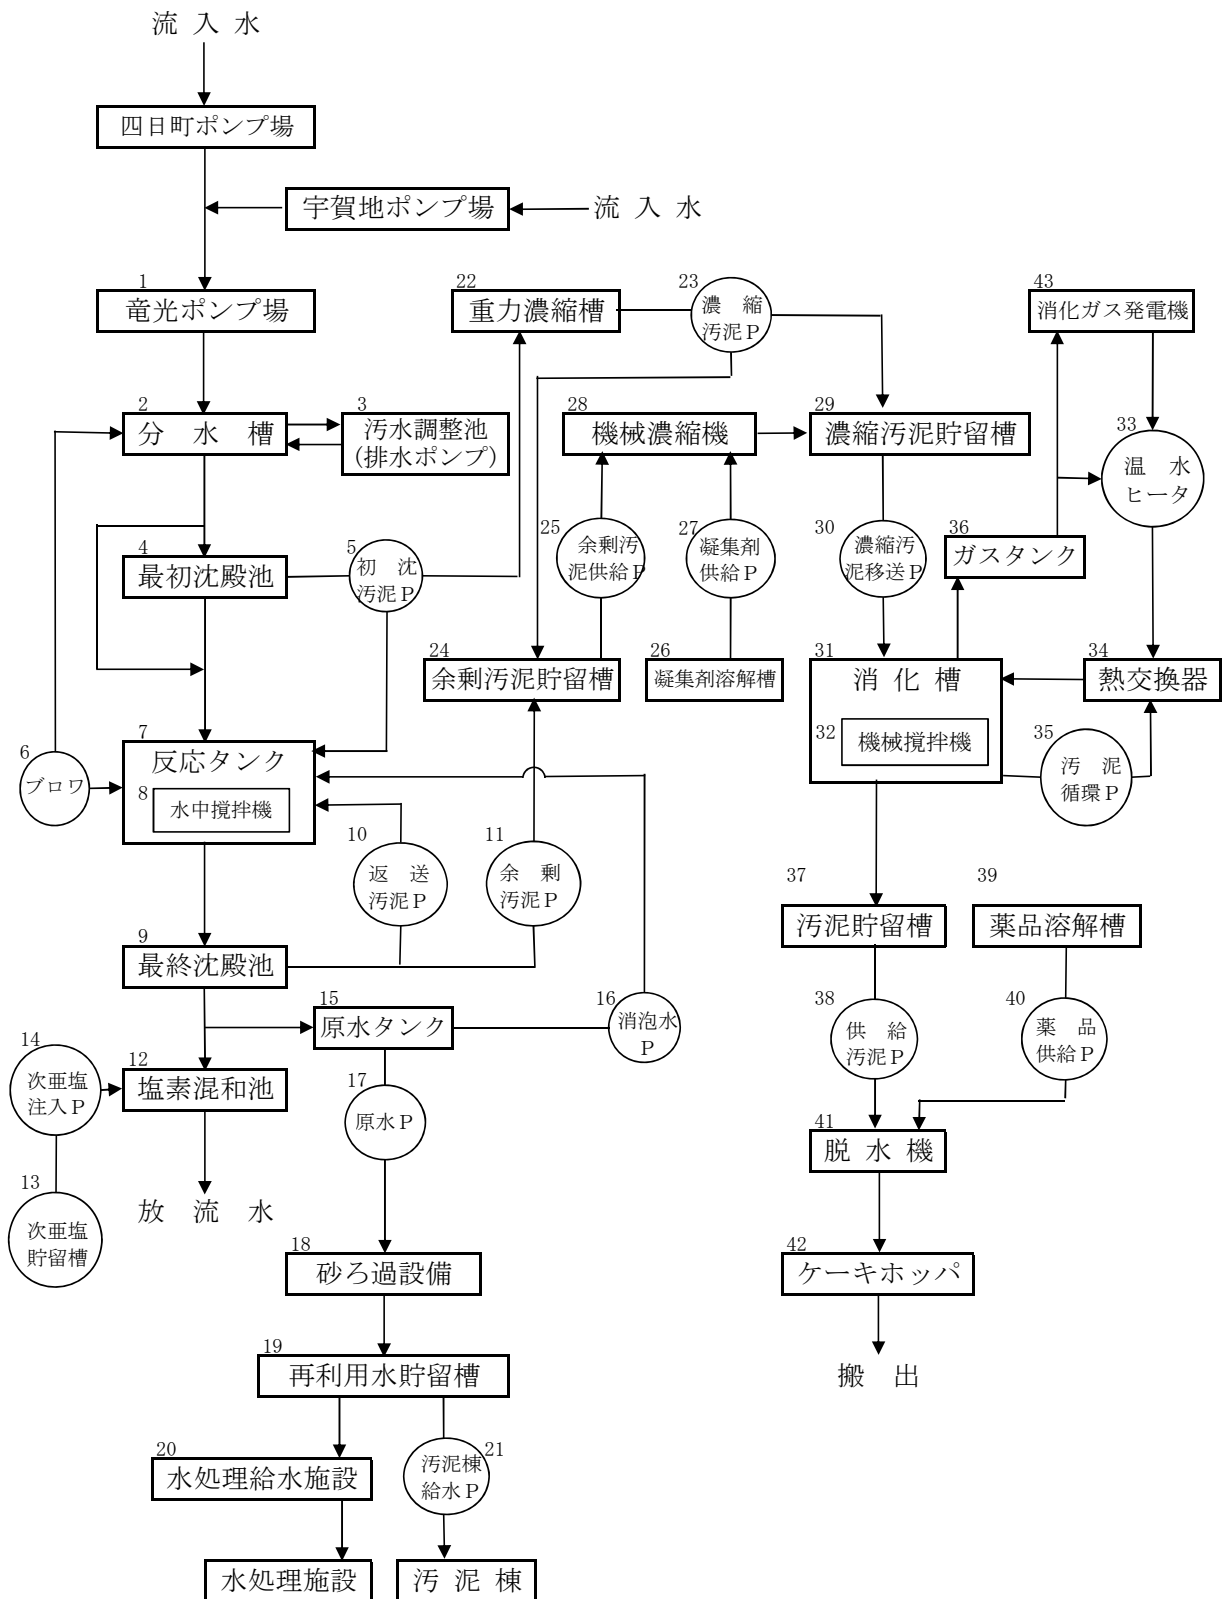 流 入 水
四日町ポンプ場
宇賀地ポンプ場
流 入 水
1
竜光ポンプ場
2
分 水 槽
3
汚水調整池
(排水ポンプ)
4
最初沈殿池
5
初 沈
汚泥P
6
ブロワ
7
反応タンク
8
水中撹拌機
9
最終沈殿池
10
返 送
汚泥P
11
余 剰
汚泥P
12
塩素混和池
13
次亜塩
貯留槽
14
次亜塩
注入P
放 流 水
15
原水タンク
16
消泡水
P
17
原水P
18
砂ろ過設備
19
再利用水貯留槽
20
水処理給水施設
21
汚泥棟
給水P
水処理施設
汚 泥 棟
22
重力濃縮槽
23
濃 縮
汚泥P
24
余剰汚泥貯留槽
25
余剰汚
泥供給P
26
凝集剤溶解槽
27
凝集剤
供給P
28
機械濃縮機
29
濃縮汚泥貯留槽
30
濃縮汚
泥移送P
31
消 化 槽
32
機械撹拌機
33
温 水
ヒータ
34
熱交換器
35
汚 泥
循環P
36
ガスタンク
37
汚泥貯留槽
38
供 給
汚泥P
39
薬品溶解槽
40
薬 品
供給P
41
脱 水 機
42
ケーキホッパ
搬 出
43
消化ガス発電機